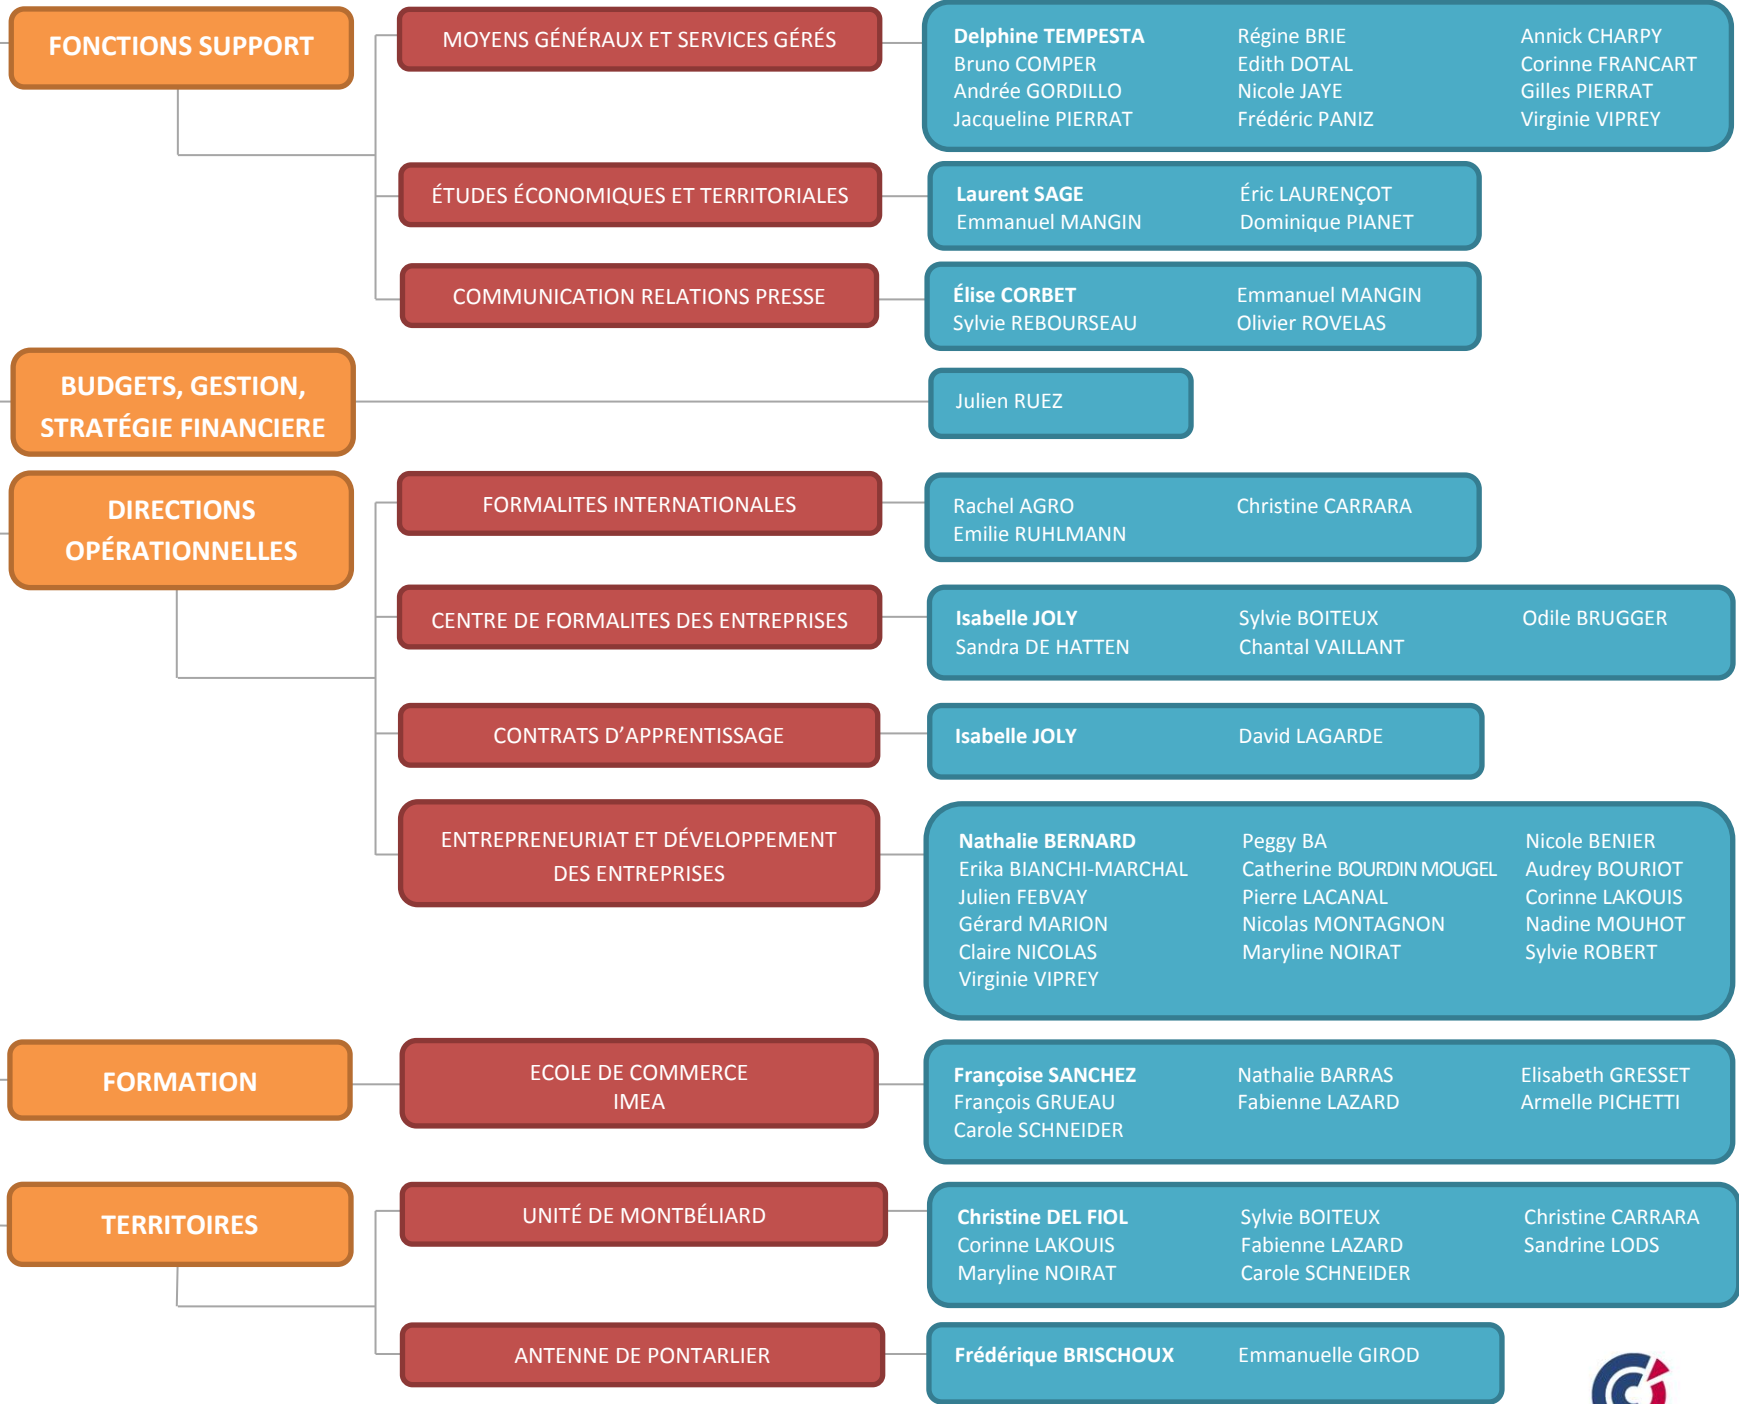 FONCTIONS SUPPORT
MOYENS GÉNÉRAUX ET SERVICES GÉRÉS
Delphine TEMPESTA Régine BRIE Annick CHARPY
Bruno COMPER Edith DOTAL Corinne FRANCART
Andrée GORDILLO Nicole JAYE Gilles PIERRAT
Jacqueline PIERRAT Frédéric PANIZ Virginie VIPREY
ÉTUDES ÉCONOMIQUES ET TERRITORIALES
Laurent SAGE Éric LAURENÇOT
Emmanuel MANGIN Dominique PIANET
COMMUNICATION RELATIONS PRESSE
Élise CORBET Emmanuel MANGIN
Sylvie REBOURSEAU Olivier ROVELAS
BUDGETS, GESTION,
STRATÉGIE FINANCIERE
Julien RUEZ
DIRECTIONS
OPÉRATIONNELLES
FORMALITES INTERNATIONALES
Rachel AGRO Christine CARRARA
Emilie RUHLMANN
CENTRE DE FORMALITES DES ENTREPRISES
Isabelle JOLY Sylvie BOITEUX Odile BRUGGER
Sandra DE HATTEN Chantal VAILLANT
CONTRATS D’APPRENTISSAGE
Isabelle JOLY David LAGARDE
ENTREPRENEURIAT ET DÉVELOPPEMENT
DES ENTREPRISES
Nathalie BERNARD Peggy BA Nicole BENIER
Erika BIANCHI-MARCHAL Catherine BOURDIN MOUGEL Audrey BOURIOT
Julien FEBVAY Pierre LACANAL Corinne LAKOUIS
Gérard MARION Nicolas MONTAGNON Nadine MOUHOT
Claire NICOLAS Maryline NOIRAT Sylvie ROBERT
Virginie VIPREY
FORMATION
ECOLE DE COMMERCE
IMEA
Françoise SANCHEZ Nathalie BARRAS Elisabeth GRESSET
François GRUEAU Fabienne LAZARD Armelle PICHETTI
Carole SCHNEIDER
TERRITOIRES
UNITÉ DE MONTBÉLIARD
Christine DEL FIOL Sylvie BOITEUX Christine CARRARA
Corinne LAKOUIS Fabienne LAZARD Sandrine LODS
Maryline NOIRAT Carole SCHNEIDER
ANTENNE DE PONTARLIER
Frédérique BRISCHOUX Emmanuelle GIROD
CCI